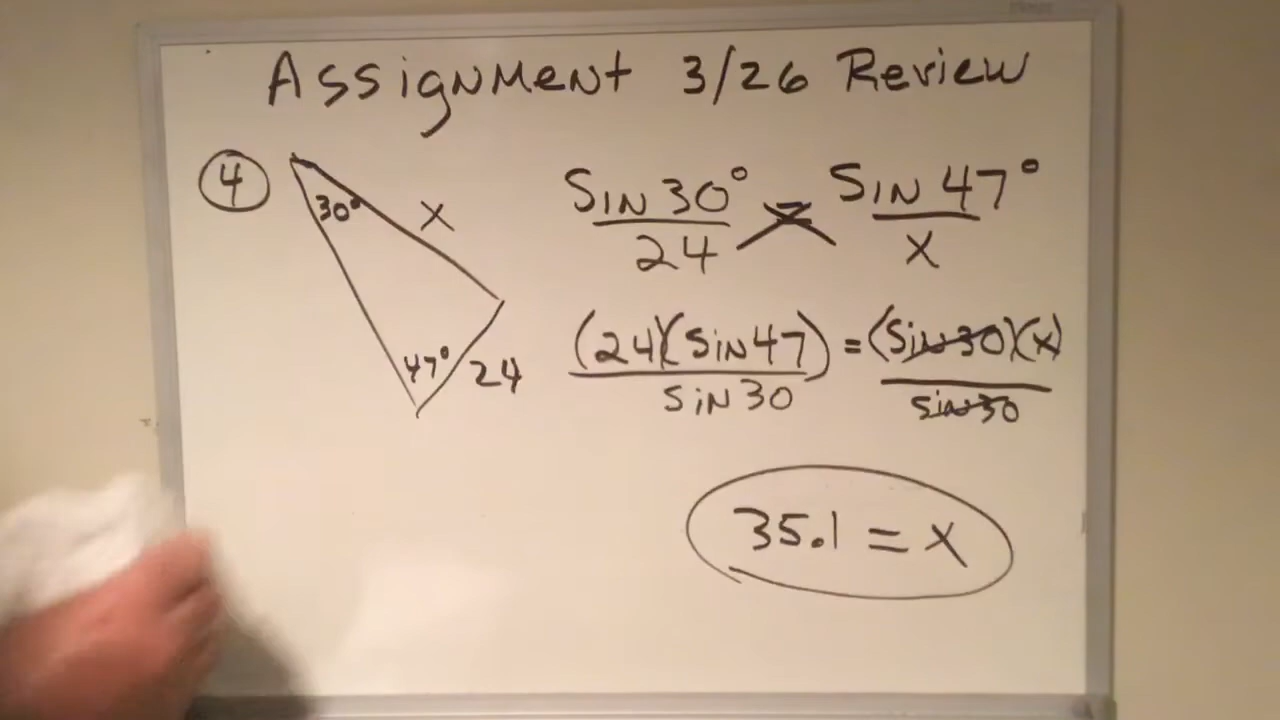 Assignment 3/26 Review
4
30°
x
47°
24
Sin 30° = Sin 47°
24 x
(24)(Sin 47) = (Sin 30)(x)
Sin 30 Sin 30
35.1 = x